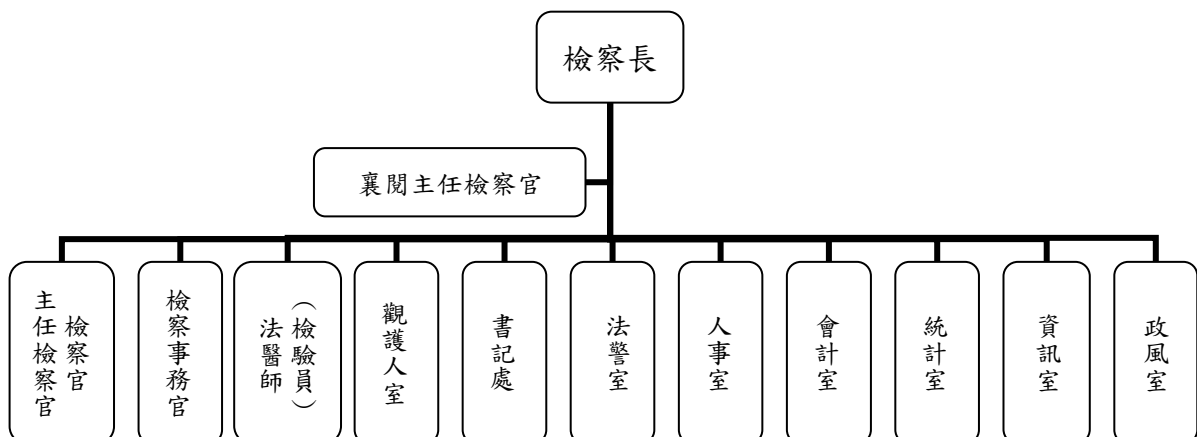 檢察長
襄閱主任檢察官
主任檢察官
檢察官
檢察事務官
法醫師
（檢驗員）
觀護人室
書記處
法警室
人事室
會計室
統計室
資訊室
政風室